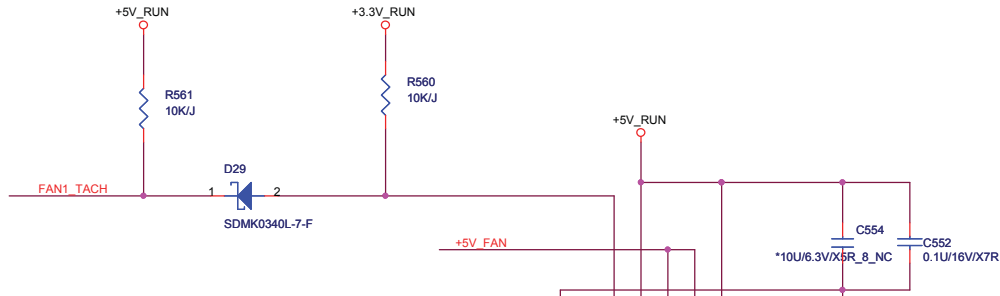 +5V_RUN
+3.3V_RUN
R561
10K/J
R560
10K/J
+5V_RUN
D29
FAN1_TACH
1
2
SDMK0340L-7-F
+5V_FAN
C554
*10U/6.3V/X5R_8_NC
C552
0.1U/16V/X7R